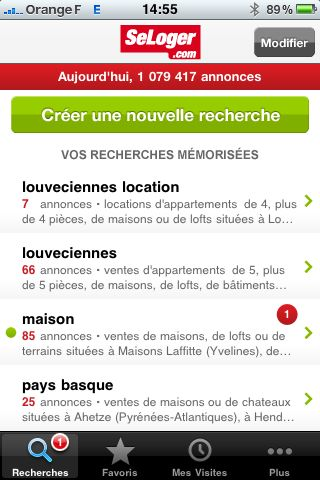 Orange F E 14:55 89%
SeLoger
.com
Modifier
Aujourd'hui, 1 079 417 annonces
Créer une nouvelle recherche
VOS RECHERCHES MÉMORISÉES
louveciennes location
7 annonces • locations d'appartements de 4, plus
de 4 pièces, de maisons ou de lofts situées à Lo...
louveciennes
66 annonces • ventes d'appartements de 5, plus
de 5 pièces, de maisons, de lofts, de bâtiments...
maison
1
85 annonces • ventes de maisons, de lofts ou de
terrains situées à Maisons Laffitte (Yvelines), de...
pays basque
25 annonces • ventes de maisons ou de chateaux
situées à Ahetze (Pyrénées-Atlantiques), à Hend...
1
Recherches Favoris Mes Visites Plus